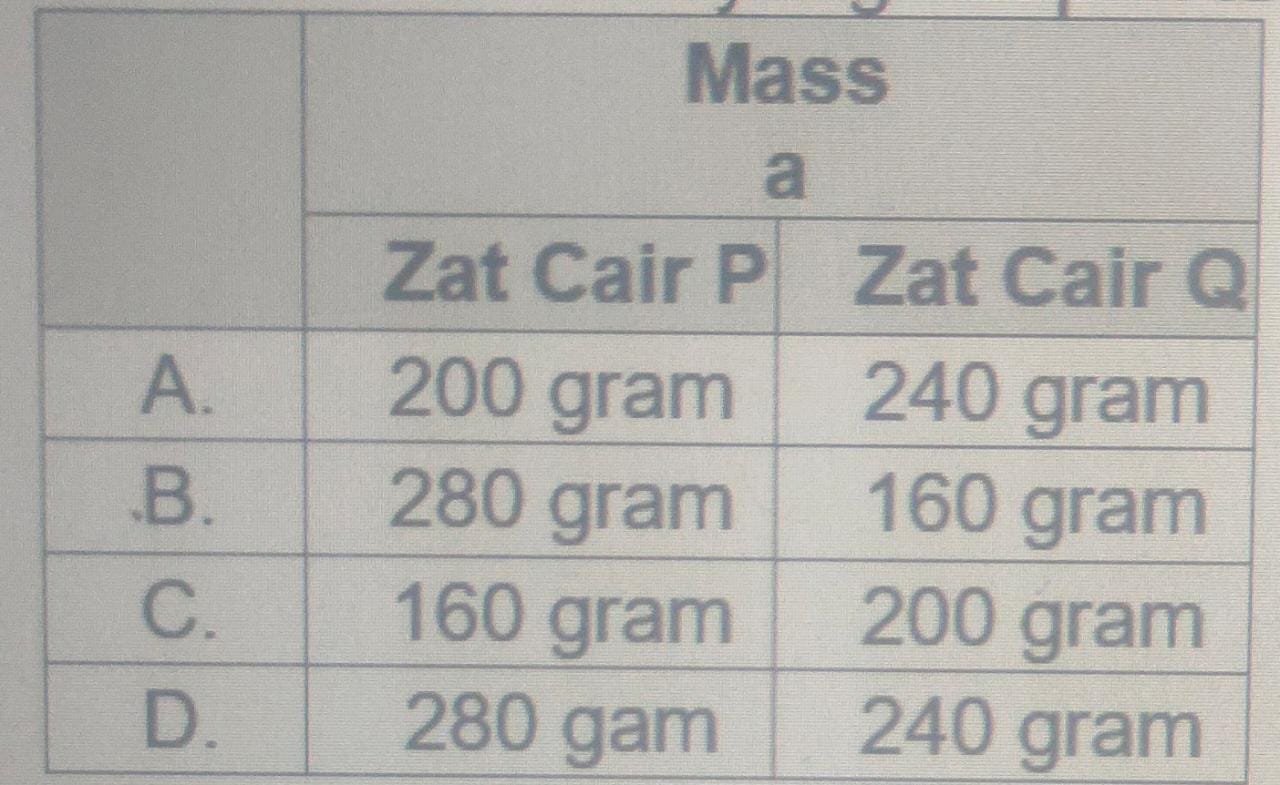 Mass
a
Zat Cair P Zat Cair Q
A. 200 gram 240 gram
.B. 280 gram 160 gram
C. 160 gram 200 gram
D. 280 gam 240 gram